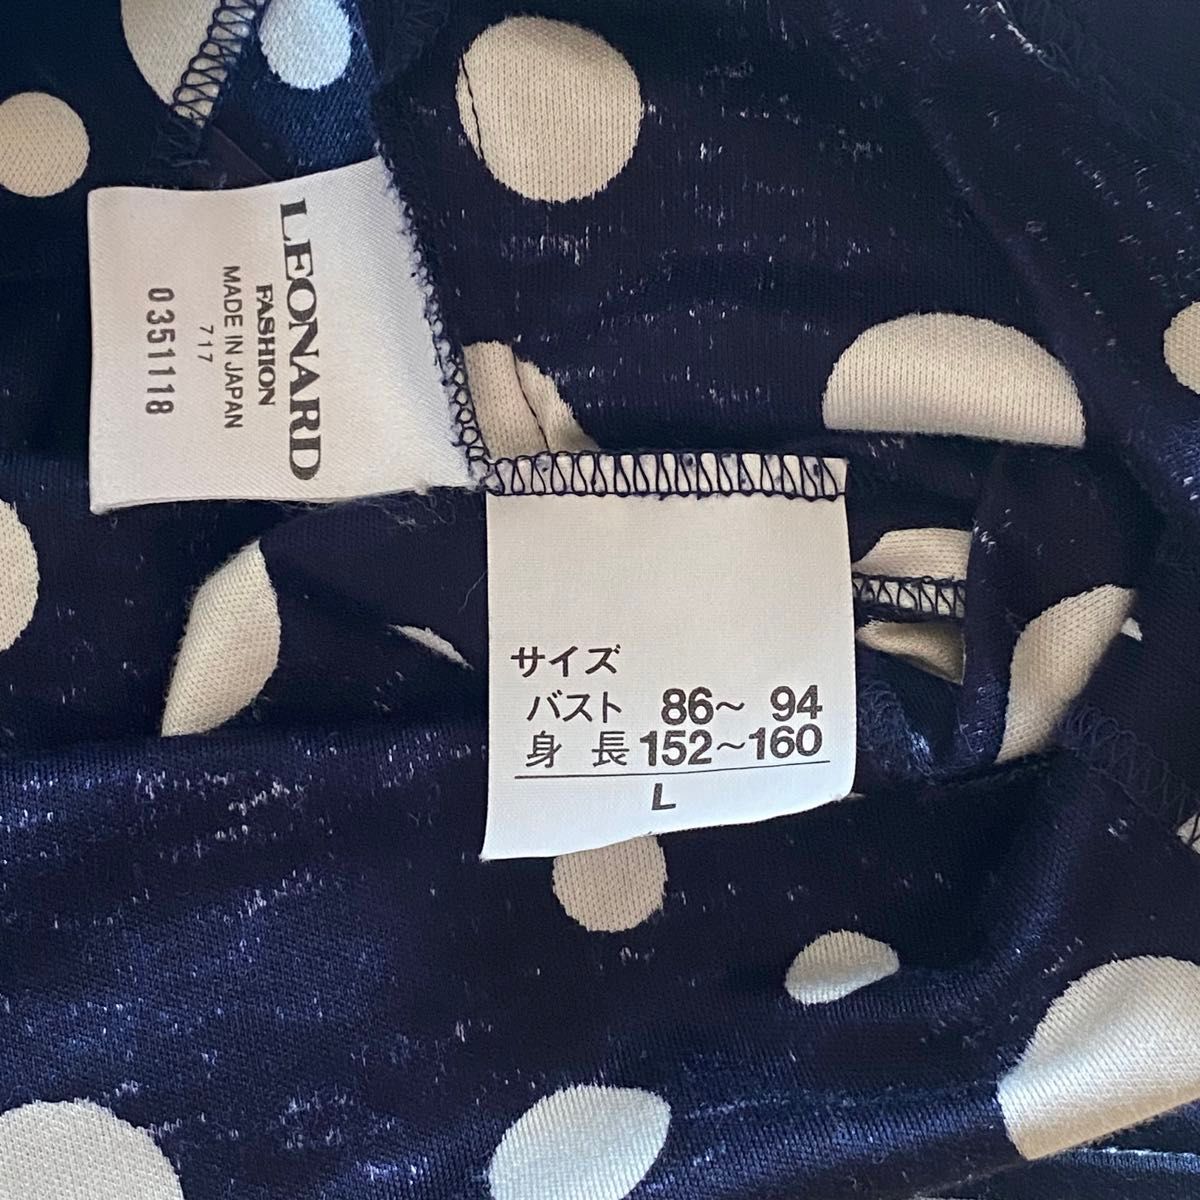 LEONARD
FASHION
MADE IN JAPAN
717
0351118
サイズ
バスト 86～ 94
身 長 152～160
L